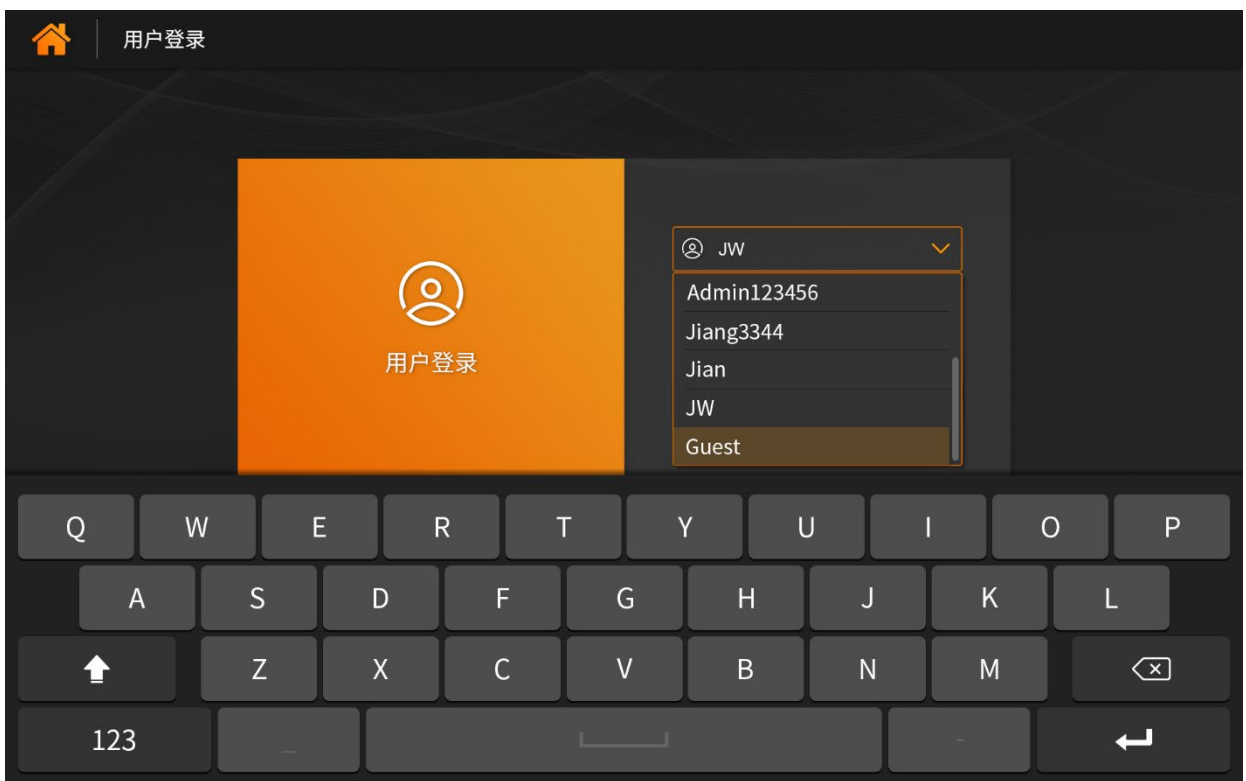 用户登录
JW
Admin123456
Jiang3344
Jian
JW
Guest
用户登录
Q W E R T Y U I O P
A S D F G H J K L
Z X C V B N M
123 _ -